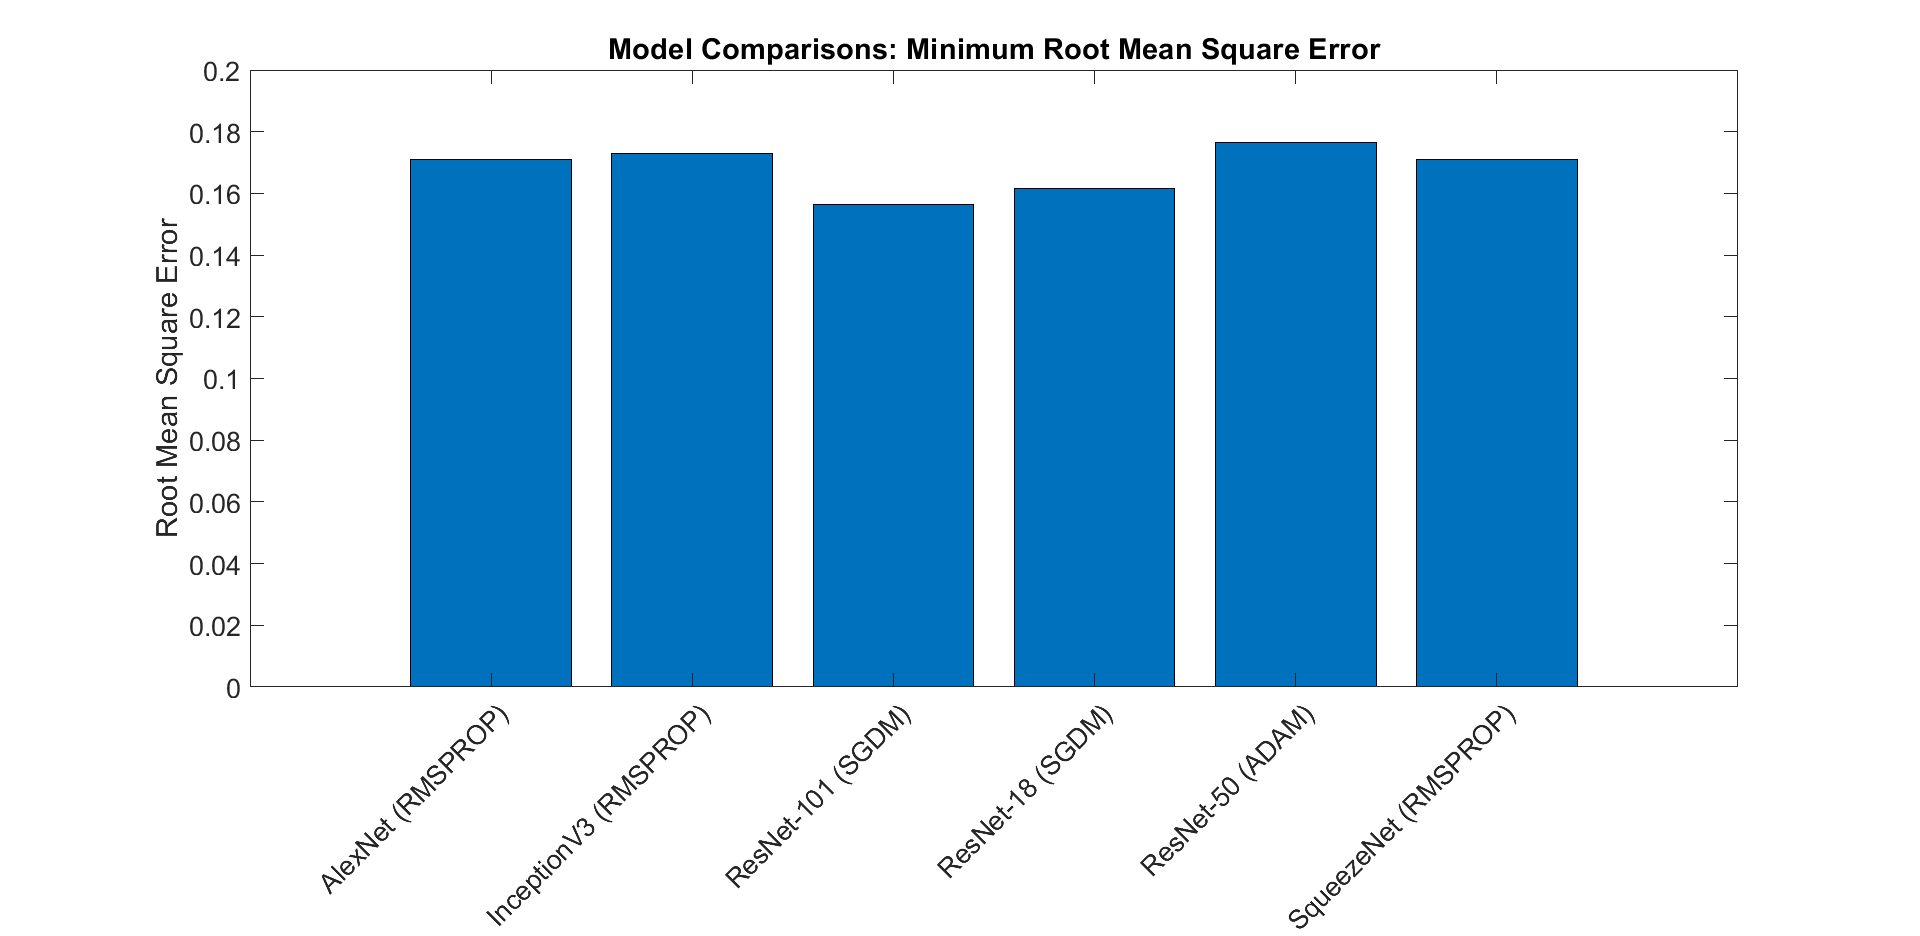 Model Comparisons: Minimum Root Mean Square Error
Root Mean Square Error
0.2
0.18
0.16
0.14
0.12
0.1
0.08
0.06
0.04
0.02
0
AlexNet (RMSPROP)
InceptionV3 (RMSPROP)
ResNet-101 (SGDM)
ResNet-18 (SGDM)
ResNet-50 (ADAM)
SqueezeNet (RMSPROP)